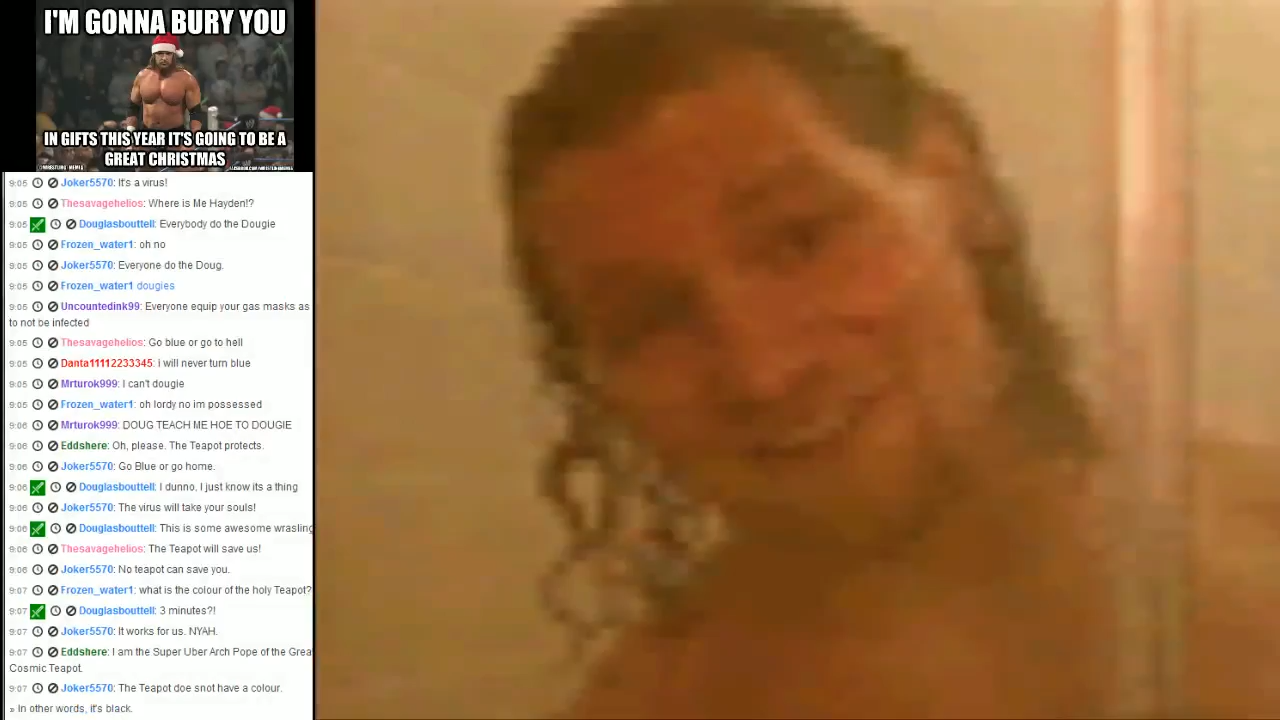 I'M GONNA BURY YOU
IN GIFTS THIS YEAR IT'S GOING TO BE A
GREAT CHRISTMAS
9:05 Joker5570: It's a virus!
9:05 Thesavagehelios: Where is Me Hayden!?
9:05 Douglasbouttell: Everybody do the Dougie
9:05 Frozen_water1: oh no
9:05 Joker5570: Everyone do the Doug.
9:05 Frozen_water1 dougies
9:05 Uncountedink99: Everyone equip your gas masks as
to not be infected
9:05 Thesavagehelios: Go blue or go to hell
9:05 Danta11112233345: i will never turn blue
9:05 Mrturok999: I can't dougie
9:05 Frozen_water1: oh lordy no im possessed
9:06 Mrturok999: DOUG TEACH ME HOE TO DOUGIE
9:06 Eddshere: Oh, please. The Teapot protects.
9:06 Joker5570: Go Blue or go home.
9:06 Douglasbouttell: I dunno, I just know its a thing
9:06 Joker5570: The virus will take your souls!
9:06 Douglasbouttell: This is some awesome wrasling
9:06 Thesavagehelios: The Teapot will save us!
9:06 Joker5570: No teapot can save you.
9:07 Frozen_water1: what is the colour of the holy Teapot?
9:07 Douglasbouttell: 3 minutes?!
9:07 Joker5570: It works for us. NYAH.
9:07 Eddshere: I am the Super Uber Arch Pope of the Grea
Cosmic Teapot.
9:07 Joker5570: The Teapot doe snot have a colour.
» In other words, it's black.